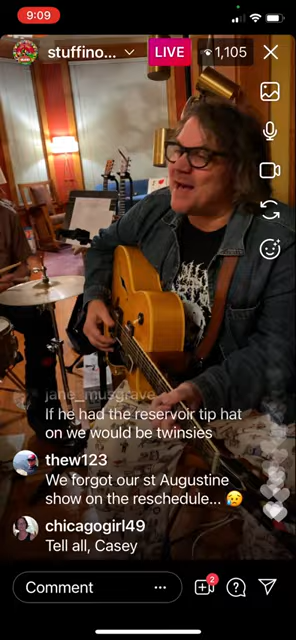 9:09
stuffino...
LIVE
1,105
jane_musgrave
If he had the reservoir tip hat
on we would be twinsies
thew123
We forgot our st Augustine
show on the reschedule... 😥
chicagogirl49
Tell all, Casey
Comment
2